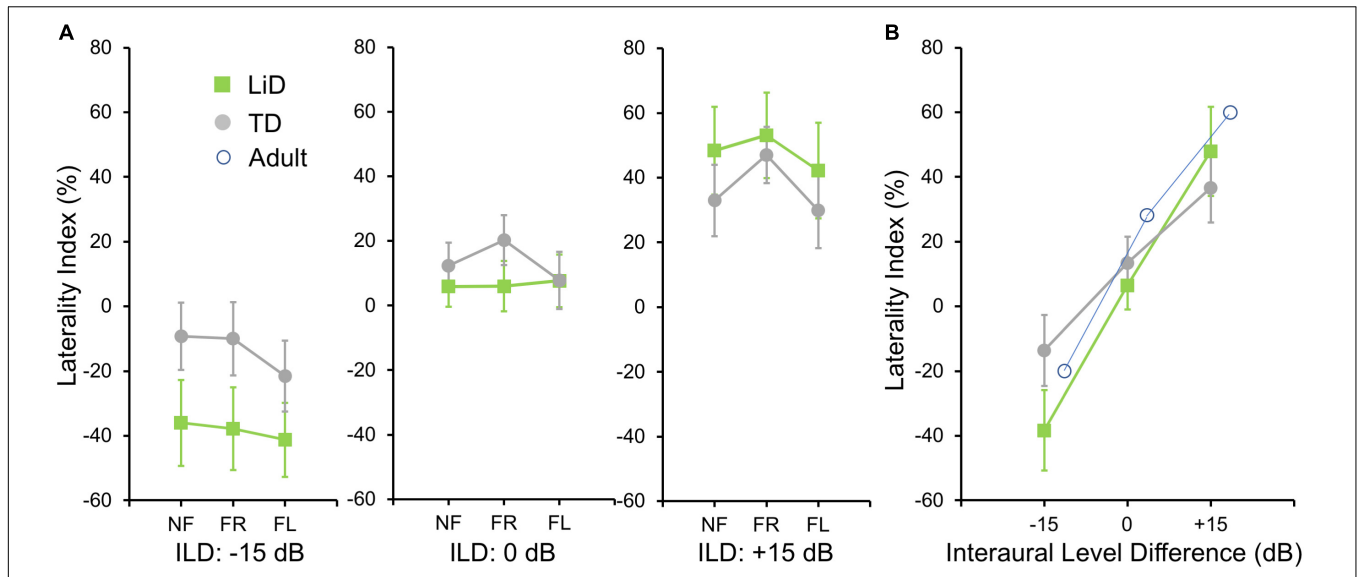 A
B
Laterality Index (%)
80
60
40
20
0
-20
-40
-60
LiD
TD
Adult
NF FR FL
ILD: -15 dB
80
60
40
20
0
-20
-40
-60
NF FR FL
ILD: 0 dB
80
60
40
20
0
-20
-40
-60
NF FR FL
ILD: +15 dB
Laterality Index (%)
80
60
40
20
0
-20
-40
-60
-15 0 +15
Interaural Level Difference (dB)